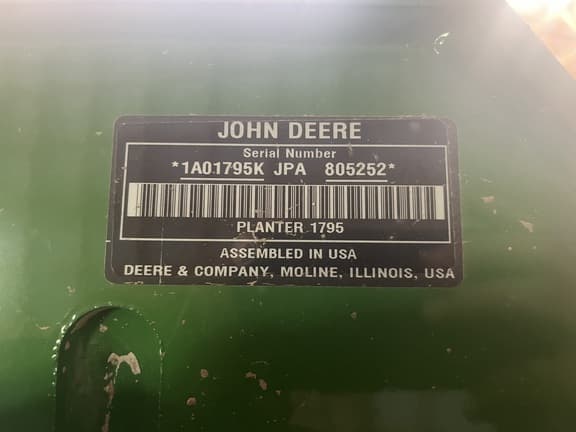 JOHN DEERE
Serial Number
*1A01795K JPA 805252*
PLANTER 1795
ASSEMBLED IN USA
DEERE & COMPANY, MOLINE, ILLINOIS, USA